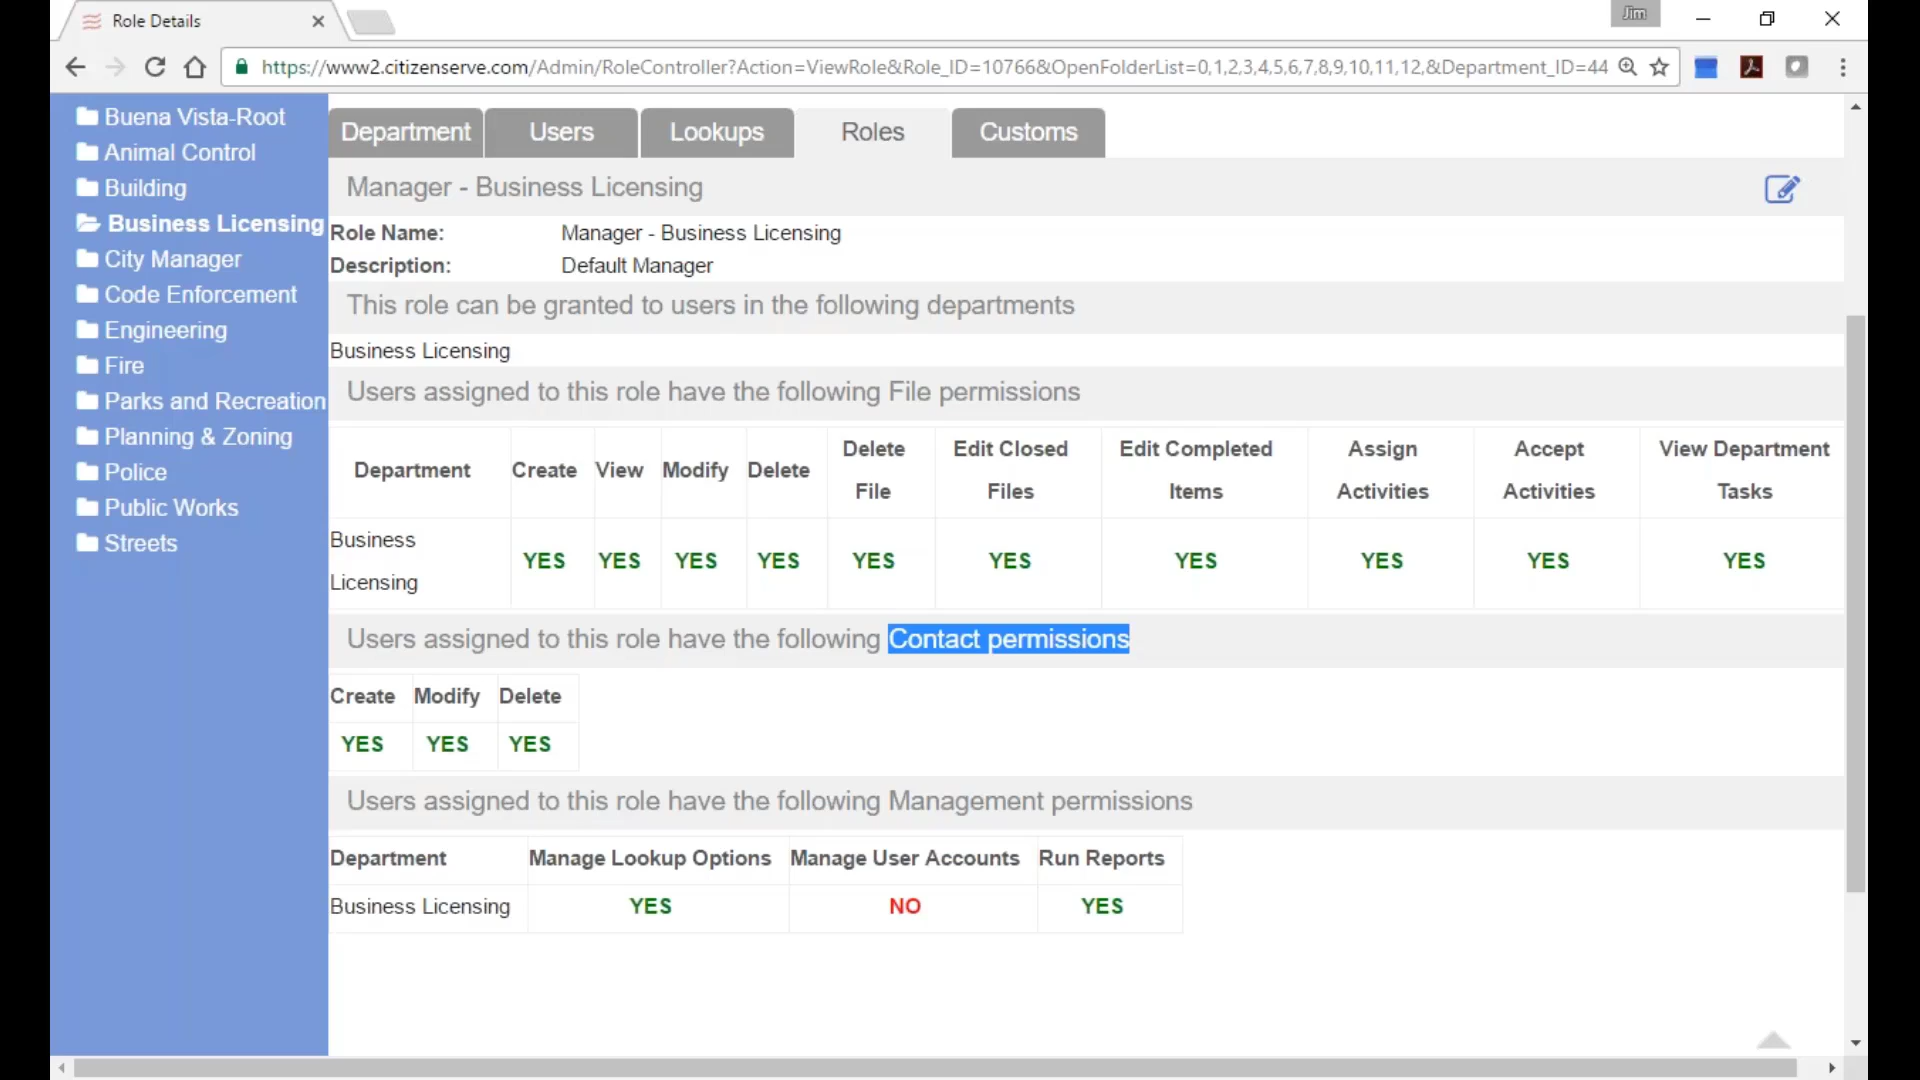 Role Details
Jim
https://www2.citizenserve.com/Admin/RoleController?Action=ViewRole&Role_ID=10766&OpenFolderList=0,1,2,3,4,5,6,7,8,9,10,11,12,&Department_ID=44
Buena Vista-Root
Animal Control
Building
Business Licensing
City Manager
Code Enforcement
Engineering
Fire
Parks and Recreation
Planning & Zoning
Police
Public Works
Streets
Department Users Lookups Roles Customs
Manager - Business Licensing
Role Name: Manager - Business Licensing
Description: Default Manager
This role can be granted to users in the following departments
Business Licensing
Users assigned to this role have the following File permissions
Department Create View Modify Delete Delete File Edit Closed Files Edit Completed Items Assign Activities Accept Activities View Department Tasks
Business Licensing YES YES YES YES YES YES YES YES YES YES
Users assigned to this role have the following Contact permissions
Create Modify Delete
YES YES YES
Users assigned to this role have the following Management permissions
Department Manage Lookup Options Manage User Accounts Run Reports
Business Licensing YES NO YES